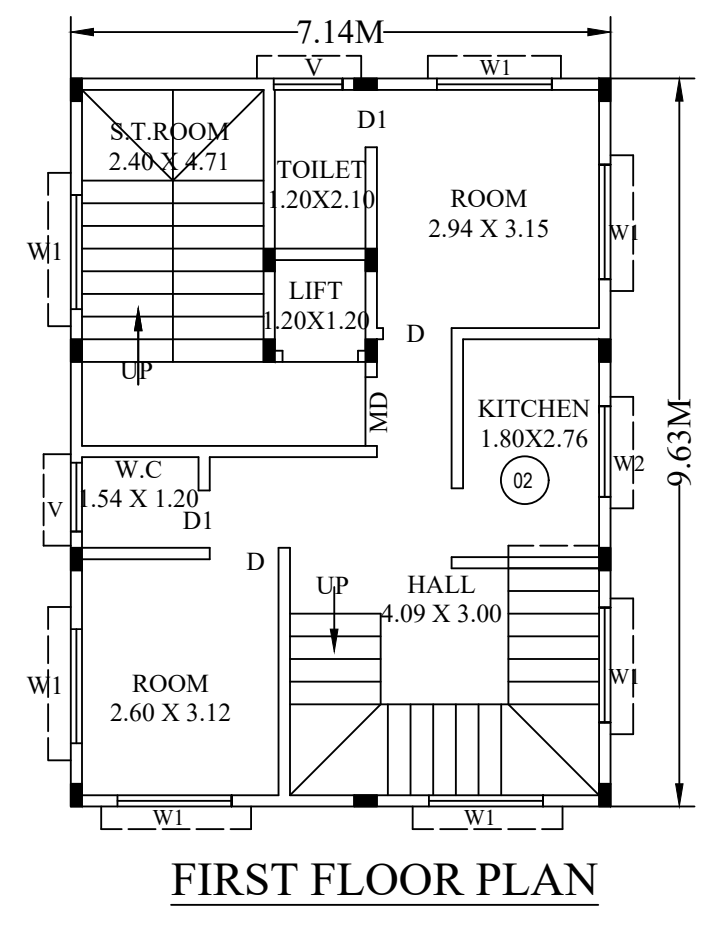 7.14M
V
W1
S.T.ROOM
2.40 X 4.71
D1
TOILET
1.20X2.10
ROOM
2.94 X 3.15
W1
W1
LIFT
1.20X1.20
D
UP
MD
KITCHEN
1.80X2.76
9.63M
W.C
1.54 X 1.20
02
W2
V
D1
D
UP
HALL
4.09 X 3.00
W1
ROOM
2.60 X 3.12
W1
W1
W1
FIRST FLOOR PLAN